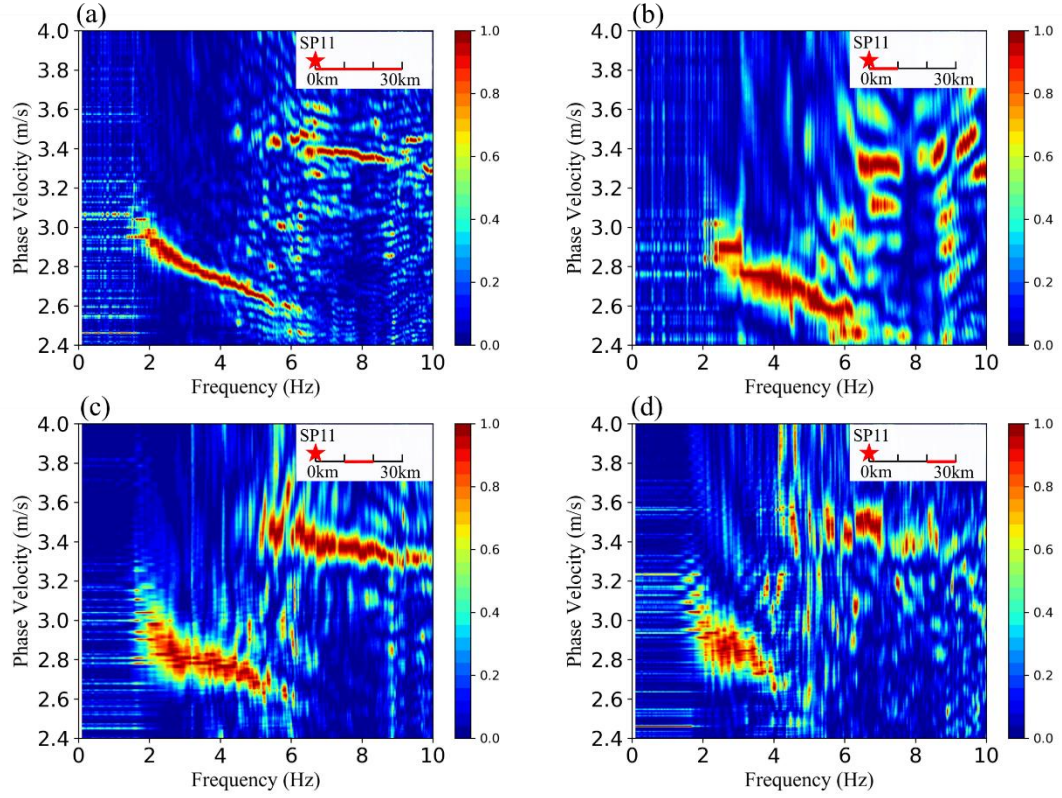 (a)
4.0
3.6
3.4
3.2
3.0
2.8
2.6
2.4
Phase Velocity (m/s)
0 2 4 6 8 10
Frequency (Hz)
SP11
0km 30km
1.0
0.8
0.6
0.4
0.2
0.0
(b)
4.0
3.8
3.6
3.4
3.2
3.0
2.8
2.6
2.4
Phase Velocity (m/s)
0 2 4 6 8 10
Frequency (Hz)
SP11
0km 30km
1.0
0.8
0.6
0.4
0.2
0.0
(c)
4.0
3.8
3.6
3.4
3.2
3.0
2.8
2.6
2.4
Phase Velocity (m/s)
0 2 4 6 8 10
Frequency (Hz)
SP11
0km 30km
1.0
0.8
0.6
0.4
0.2
0.0
(d)
4.0
3.8
3.6
3.4
3.2
3.0
2.8
2.6
2.4
Phase Velocity (m/s)
0 2 4 6 8 10
Frequency (Hz)
SP11
0km 30km
1.0
0.8
0.6
0.4
0.2
0.0